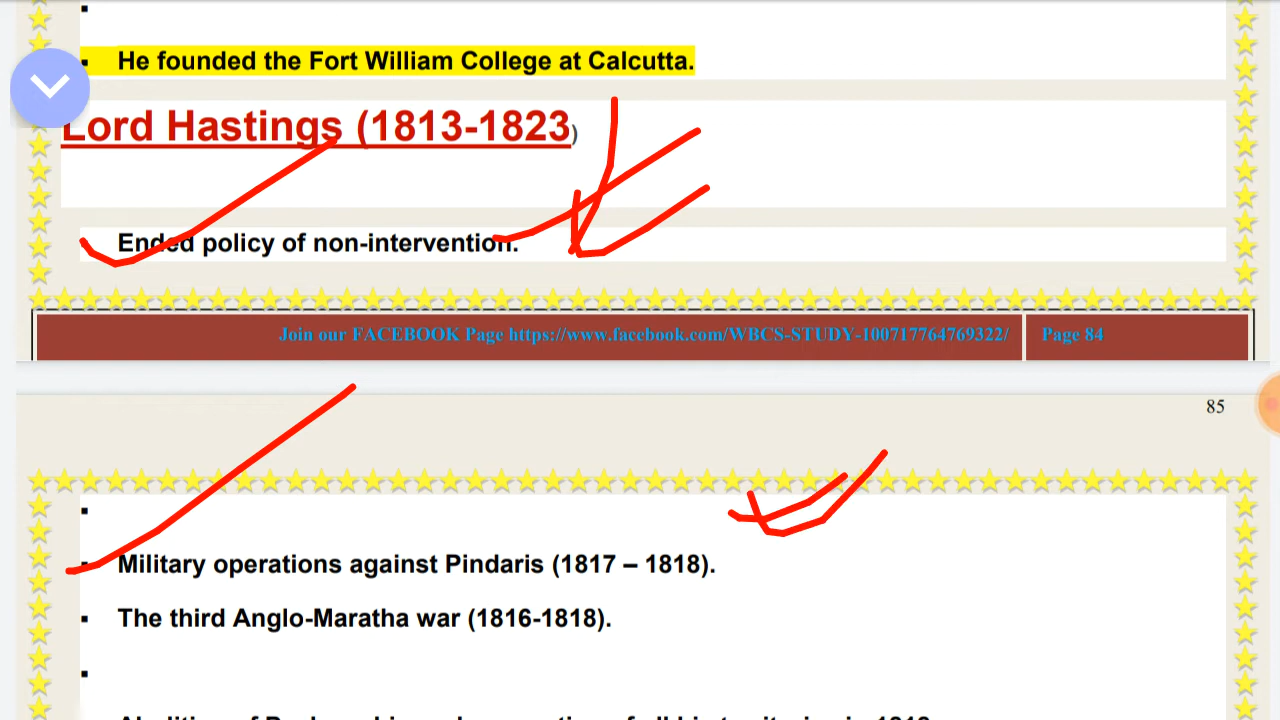 ▪
▪ He founded the Fort William College at Calcutta.
Lord Hastings (1813-1823)
Ended policy of non-intervention.
Join our FACEBOOK Page https://www.facebook.com/WBCS-STUDY-100717764769322/ Page 84
85
▪
▪ Military operations against Pindaris (1817 – 1818).
▪ The third Anglo-Maratha war (1816-1818).
▪